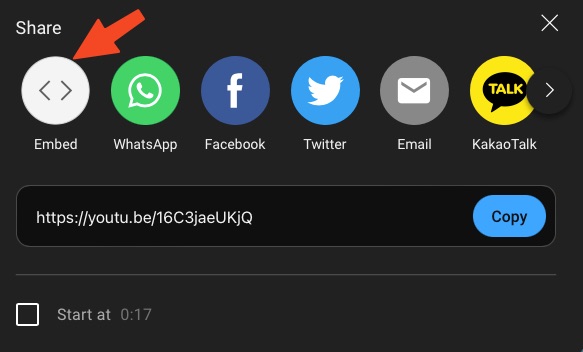 Share
Embed
WhatsApp
Facebook
Twitter
Email
TALK
KakaoTalk
https://youtu.be/16C3jaeUKjQ
Copy
Start at 0:17